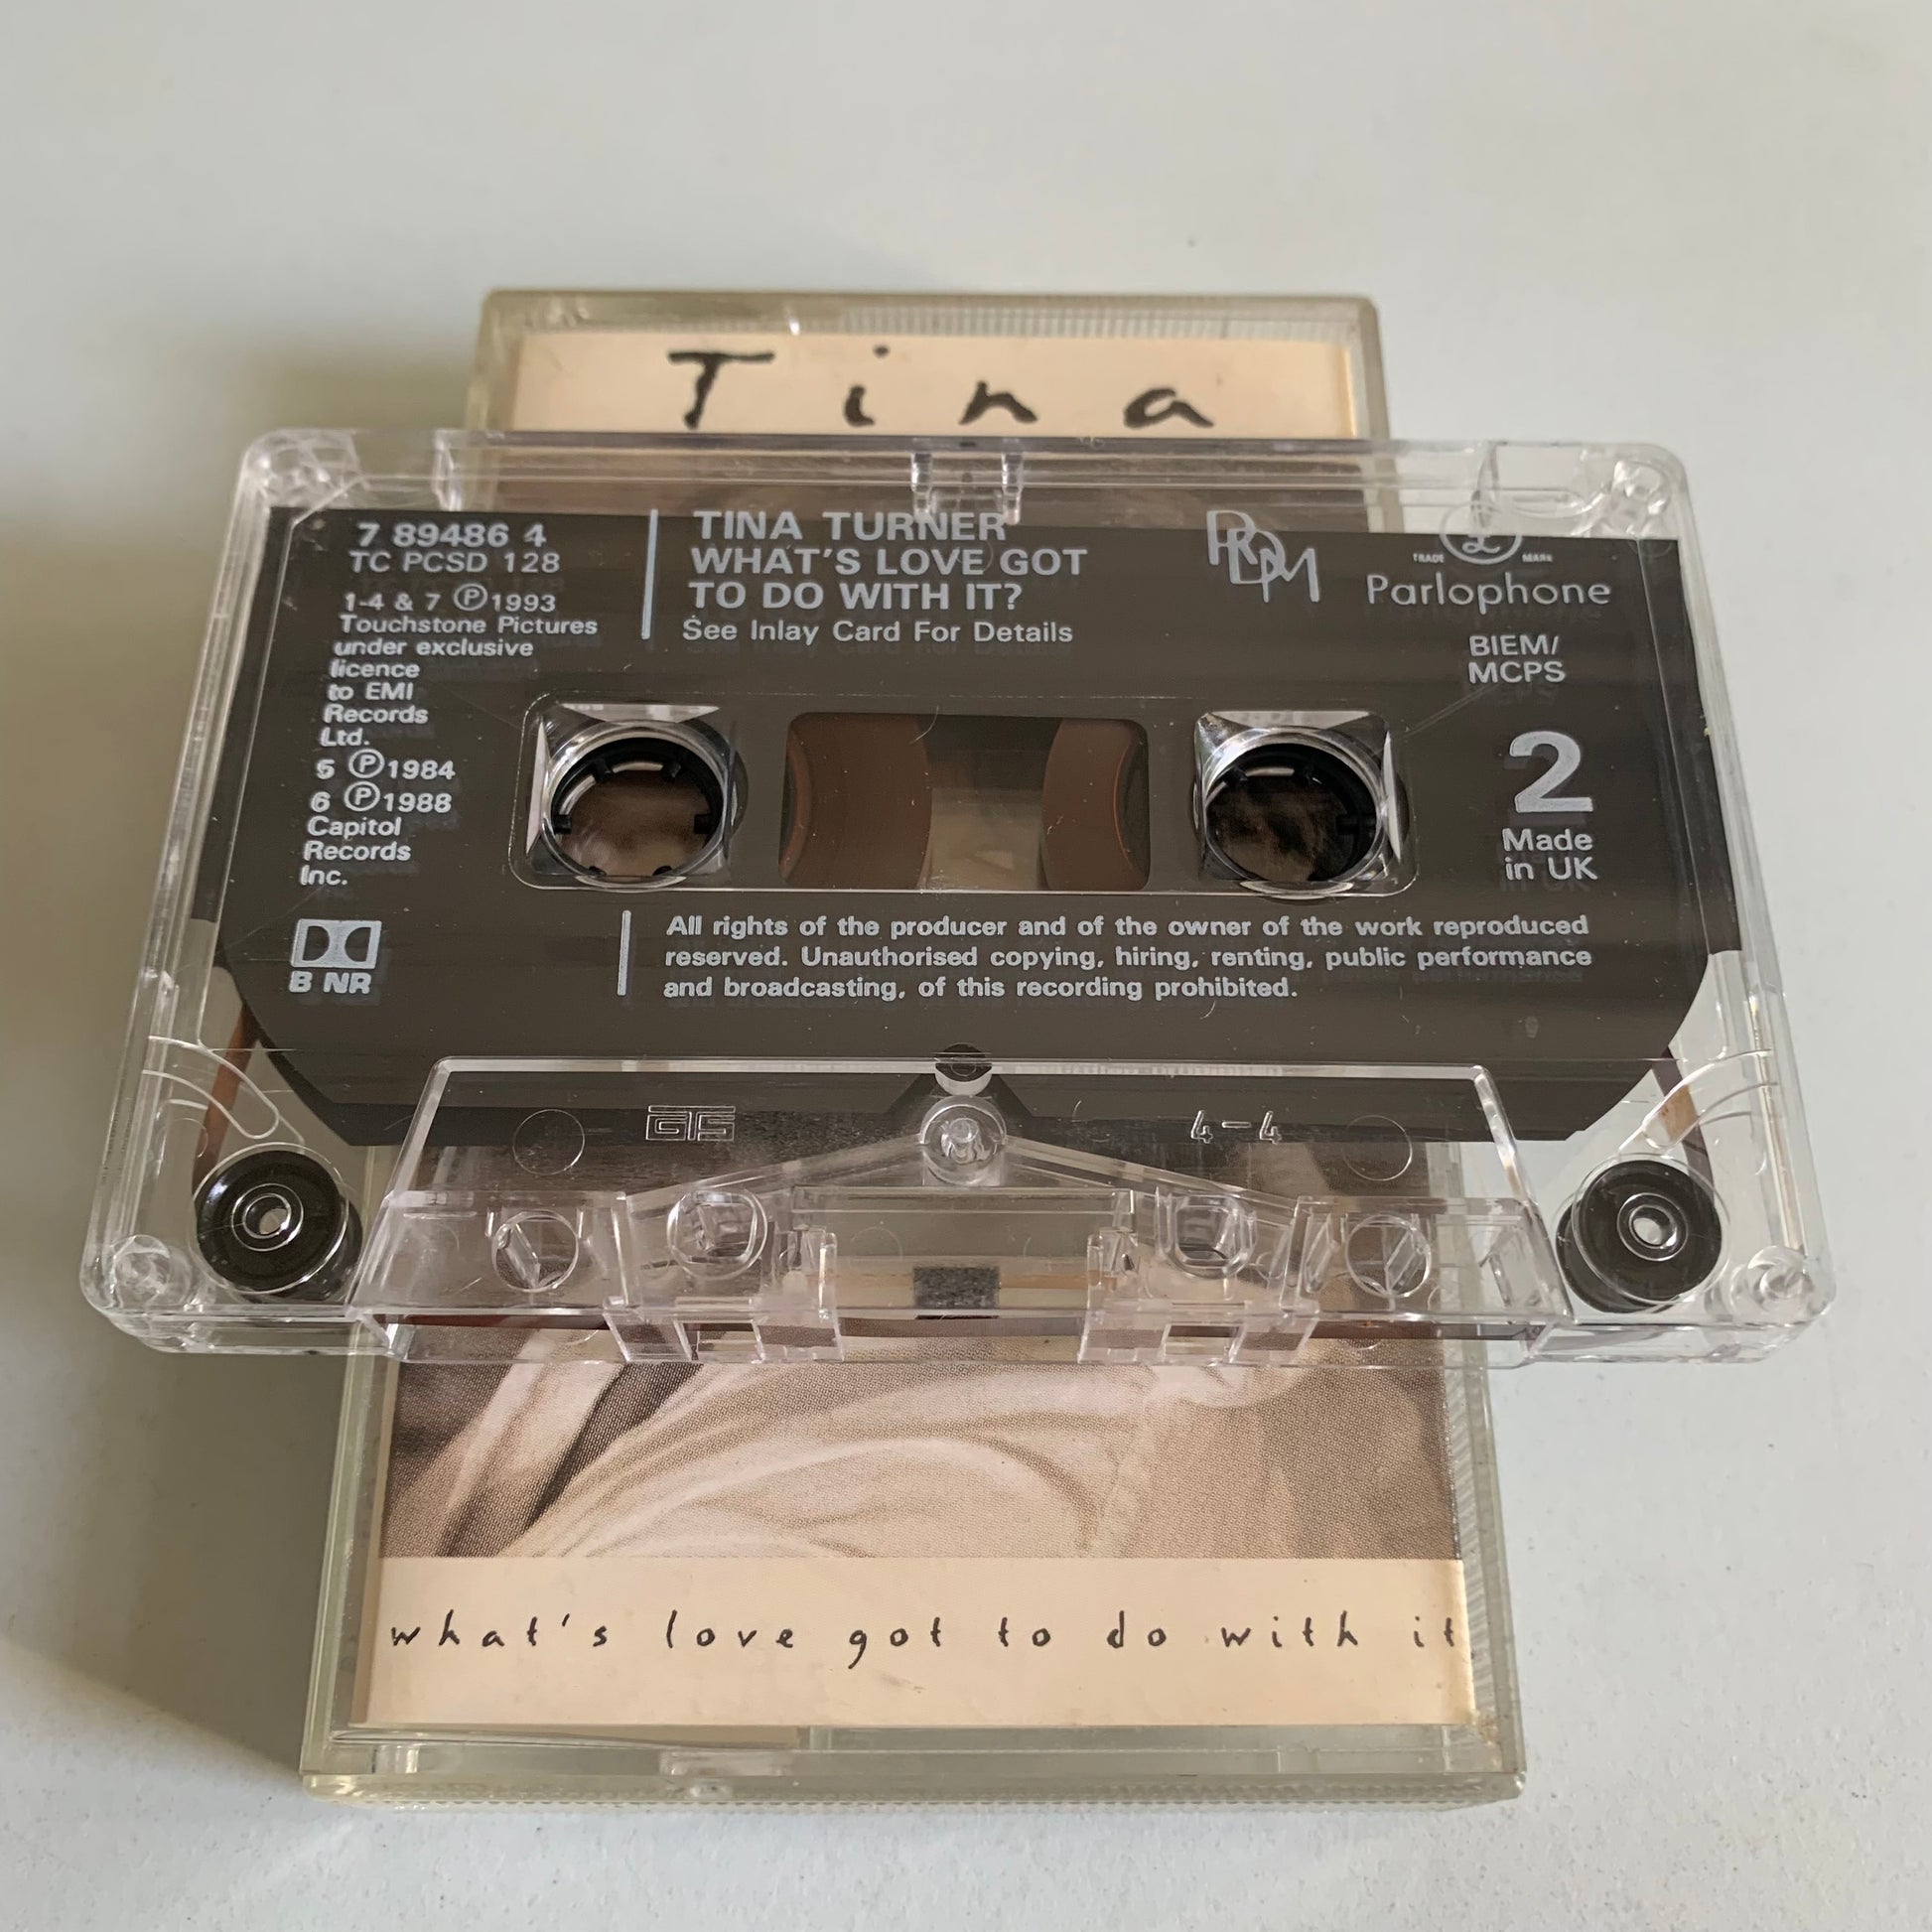 Tina
7 89486 4
TC PCSD 128
1-4 & 7 ℗1993
Touchstone Pictures
under exclusive
licence
to EMI
Records
Ltd.
5 ℗1984
6 ℗1988
Capitol
Records
Inc.
B NR
TINA TURNER
WHAT'S LOVE GOT
TO DO WITH IT?
See Inlay Card For Details
PRDM
£
TRADE MARK
Parlophone
BIEM/
MCPS
2
Made
in UK
All rights of the producer and of the owner of the work reproduced
reserved. Unauthorised copying, hiring, renting, public performance
and broadcasting, of this recording prohibited.
4-4
what's love got to do with it